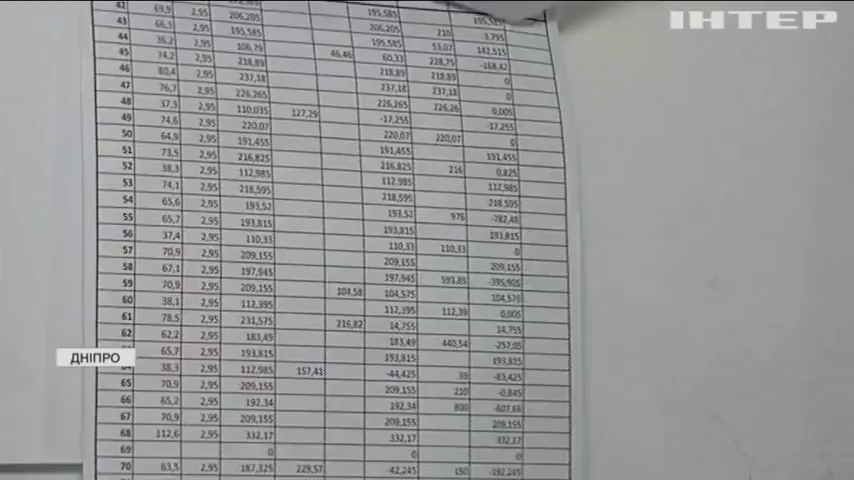 ІНТЕР
195,585 195,585
42 69,9 2,95 206,205 206,205 210 -3,795
43 66,3 2,95 195,585 195,585 53,07 142,515
44 36,2 2,95 106,79 46,46 60,33 228,75 -168,42
45 74,2 2,95 218,89 218,89 218,89 0
46 80,4 2,95 237,18 237,18 237,18 0
47 76,7 2,95 226,265 226,265 226,26 0,005
48 37,3 2,95 110,035 127,29 -17,255 -17,255
49 74,6 2,95 220,07 220,07 220,07
50 64,9 2,95 191,455 191,455 191,455
51 73,5 2,95 216,825 216,825 216 0,825
52 38,3 2,95 112,985 112,985 112,985
53 74,1 2,95 218,595 218,595 218,595
54 65,6 2,95 193,52 193,52 976 -782,48
55 65,7 2,95 193,815 193,815 193,815
56 37,4 2,95 110,33 110,33 110,33 0
57 70,9 2,95 209,155 209,155 209,155
58 67,1 2,95 197,945 197,945 593,85 -395,905
59 70,9 2,95 209,155 104,58 104,575 104,575
60 38,1 2,95 112,395 112,395 112,39 0,005
61 78,5 2,95 231,575 216,82 14,755 14,755
62 62,2 2,95 183,49 183,49 440,54 -257,05
65,7 2,95 193,815 193,815 193,815
38,3 2,95 112,985 157,41 -44,425 39 -83,425
65 70,9 2,95 209,155 209,155 210 -0,845
66 65,2 2,95 192,34 192,34 800 -607,66
67 70,9 2,95 209,155 209,155 209,155
68 112,6 2,95 332,17 332,17 332,17
69 0 0 0
70 63,5 2,95 187,325 229,57 -42,245 150 -192,245
ДНІПРО